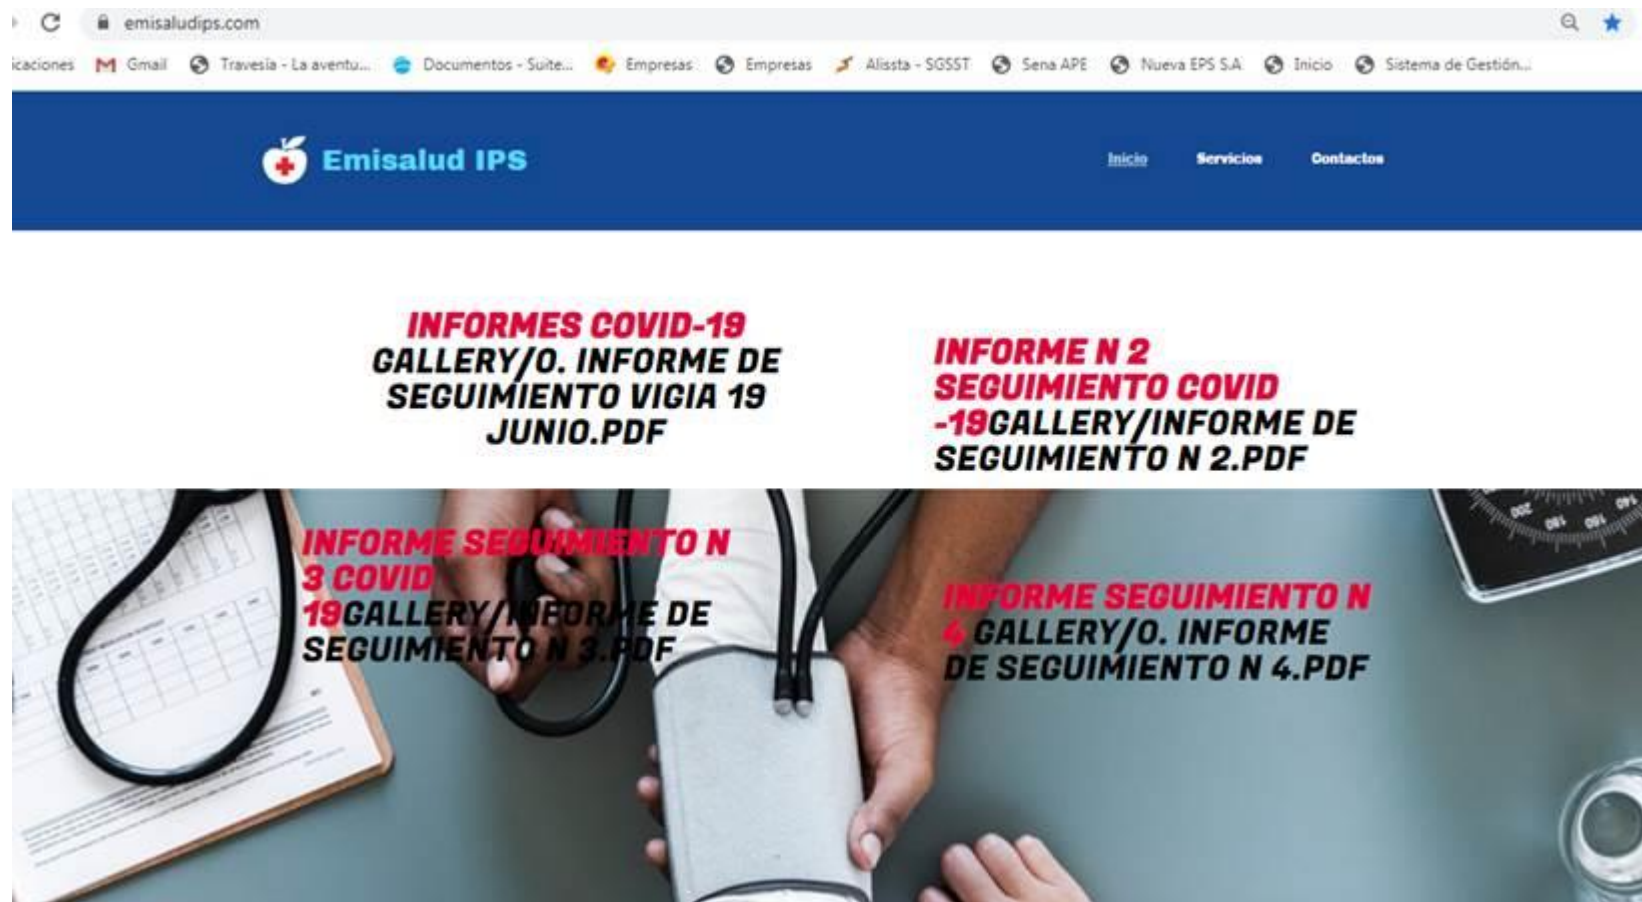 emisaludips.com
icaciones Gmail Travesía - La aventu... Documentos - Suite... Empresas Empresas Alissta - SGSST Sena APE Nueva EPS S.A Inicio Sistema de Gestión...
Emisalud IPS
Inicio Servicios Contactos
INFORMES COVID-19
GALLERY/O. INFORME DE
SEGUIMIENTO VIGIA 19
JUNIO.PDF
INFORME N 2
SEGUIMIENTO COVID
-19GALLERY/INFORME DE
SEGUIMIENTO N 2.PDF
INFORME SEGUIMIENTO N
3 COVID
19GALLERY/INFORME DE
SEGUIMIENTO N 3.PDF
INFORME SEGUIMIENTO N
4 GALLERY/O. INFORME
DE SEGUIMIENTO N 4.PDF